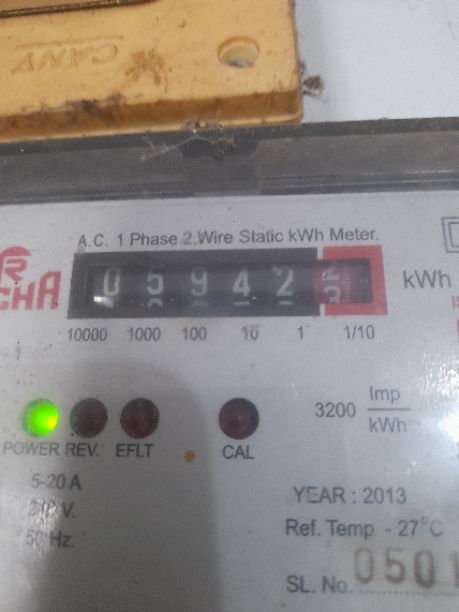 A.C. 1 Phase 2 Wire Static kWh Meter.
CHA
0 5 9 4 2
kWh
10000 1000 100 10 1 1/10
3200 Imp
kWh
POWER REV. EFLT CAL
5-20 A
240 V.
50 Hz.
YEAR : 2013
Ref. Temp - 27°C
SL. No. 0501